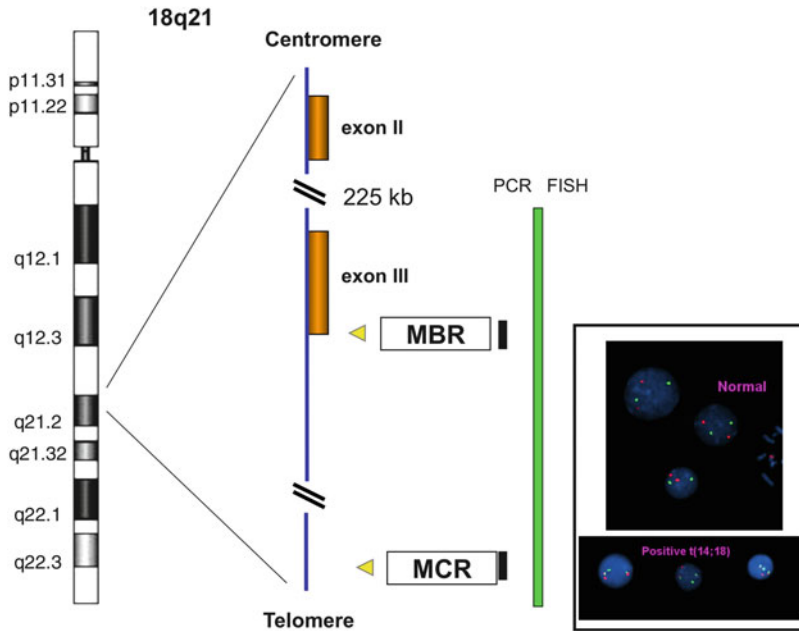 18q21
p11.31
p11.22
q12.1
q12.3
q21.2
q21.32
q22.1
q22.3
Centromere
exon II
225 kb
exon III
MBR
MCR
Telomere
PCR FISH
Normal
Positive t(14;18)